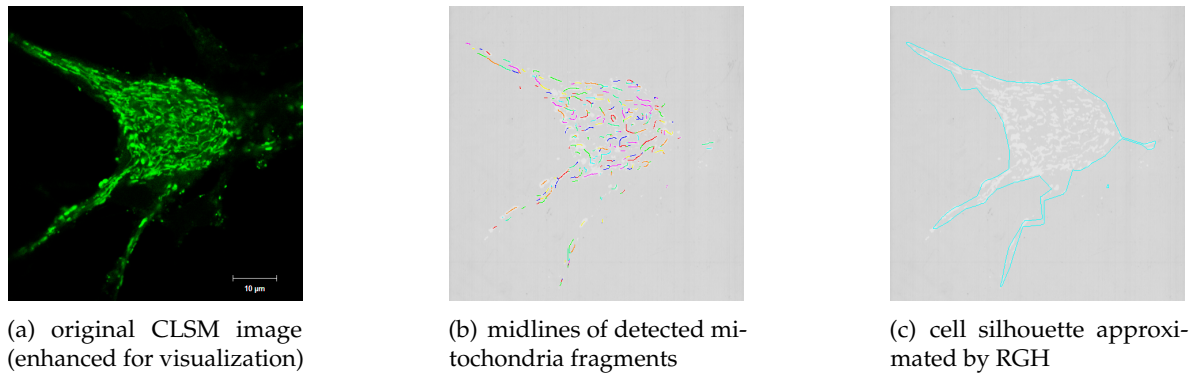 10 µm
(a) original CLSM image
(enhanced for visualization)
(b) midlines of detected mi-
tochondria fragments
(c) cell silhouette approxi-
mated by RGH